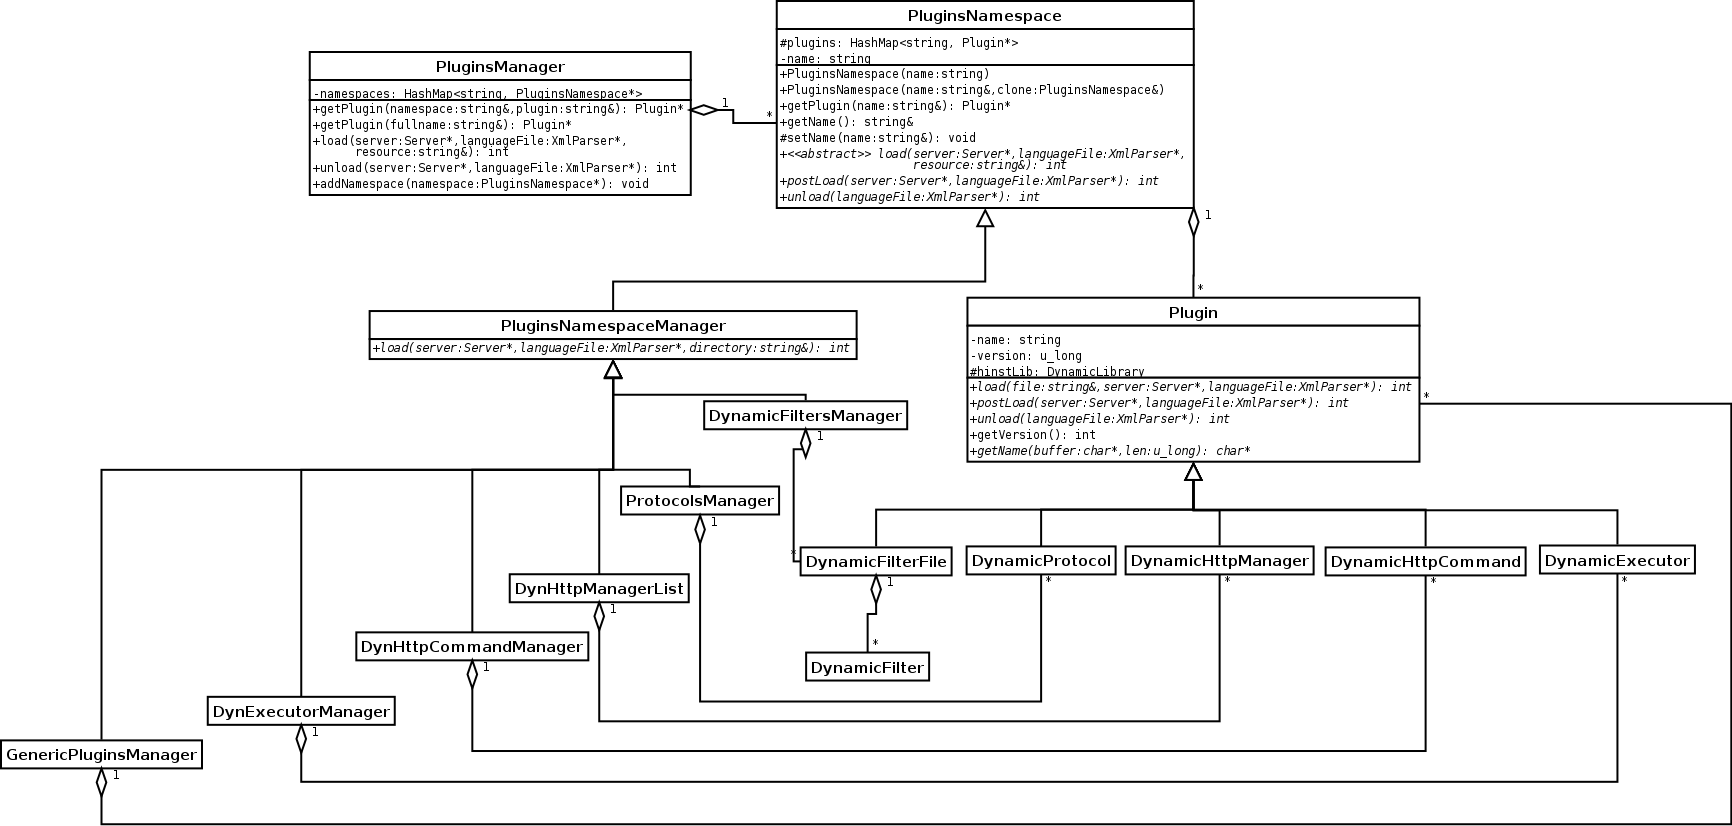 PluginsNamespace
#plugins: HashMap<string, Plugin*>
-name: string
+PluginsNamespace(name:string)
+PluginsNamespace(name:string&,clone:PluginsNamespace&)
+getPlugin(name:string&): Plugin*
+getName(): string&
#setName(name:string&): void
+<<abstract>> load(server:Server*,languageFile:XmlParser*,
resource:string&): int
+postLoad(server:Server*,languageFile:XmlParser*): int
+unload(languageFile:XmlParser*): int
PluginsManager
-namespaces: HashMap<string, PluginsNamespace*>
+getPlugin(namespace:string&,plugin:string&): Plugin*
+getPlugin(fullname:string&): Plugin*
+load(server:Server*,languageFile:XmlParser*,
resource:string&): int
+unload(server:Server*,languageFile:XmlParser*): int
+addNamespace(namespace:PluginsNamespace*): void
1
*
1
*
PluginsNamespaceManager
+load(server:Server*,languageFile:XmlParser*,directory:string&): int
Plugin
-name: string
-version: u_long
#hinstLib: DynamicLibrary
+load(file:string&,server:Server*,languageFile:XmlParser*): int
+postLoad(server:Server*,languageFile:XmlParser*): int
+unload(languageFile:XmlParser*): int
+getVersion(): int
+getName(buffer:char*,len:u_long): char*
*
DynamicFiltersManager
1
ProtocolsManager
1
*
DynamicFilterFile
1
DynamicProtocol
*
DynamicHttpManager
*
DynamicHttpCommand
*
DynamicExecutor
*
DynHttpManagerList
1
DynHttpCommandManager
1
*
DynamicFilter
DynExecutorManager
1
GenericPluginsManager
1